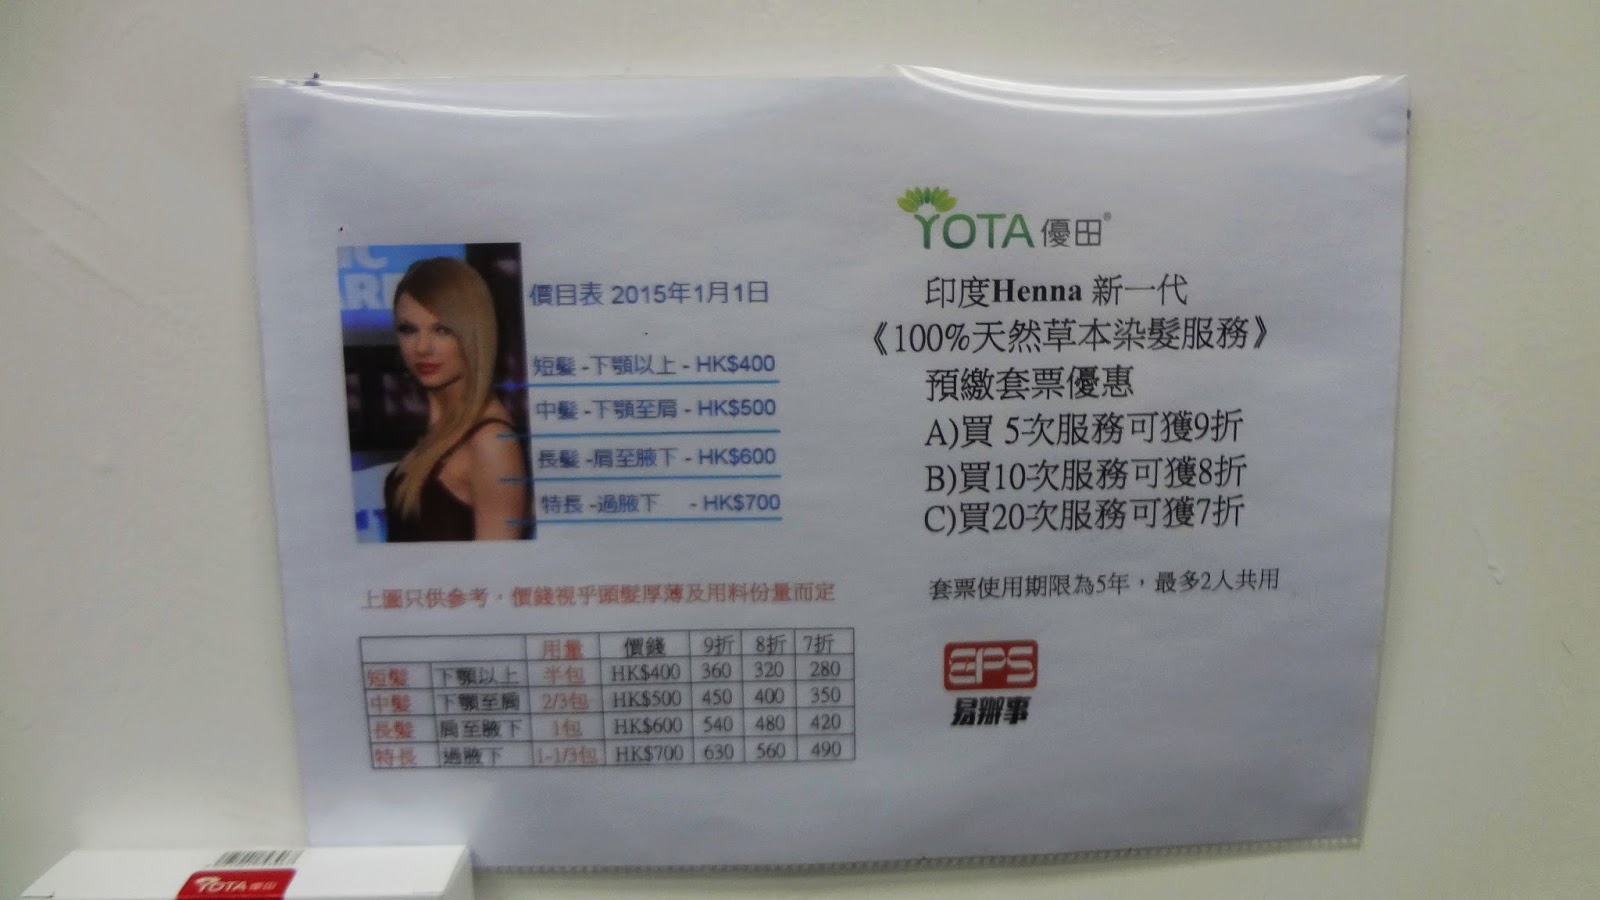 YOTA優田®
價目表 2015年1月1日
短髮 -下顎以上 - HK$400
中髮 -下顎至肩 - HK$500
長髮 -肩至腋下 - HK$600
特長 -過腋下 - HK$700
上圖只供參考，價錢視乎頭髮厚薄及用料份量而定
用量 價錢 9折 8折 7折
短髮 下顎以上 半包 HK$400 360 320 280
中髮 下顎至肩 2/3包 HK$500 450 400 350
長髮 肩至腋下 1包 HK$600 540 480 420
特長 過腋下 1-1/3包 HK$700 630 560 490
印度Henna 新一代
《100%天然草本染髮服務》
預繳套票優惠
A)買 5次服務可獲9折
B)買10次服務可獲8折
C)買20次服務可獲7折
套票使用期限為5年，最多2人共用
EPS
易辦事
YOTA優田